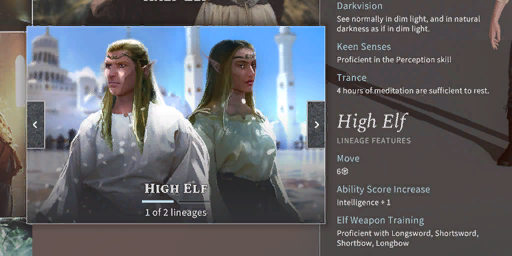 Darkvision
See normally in dim light, and in natural
darkness as if in dim light.
Keen Senses
Proficient in the Perception skill
Trance
4 hours of meditation are sufficient to rest.
High Elf
LINEAGE FEATURES
Move
6
Ability Score Increase
Intelligence + 1
Elf Weapon Training
Proficient with Longsword, Shortsword,
Shortbow, Longbow
HIGH ELF
1 of 2 lineages